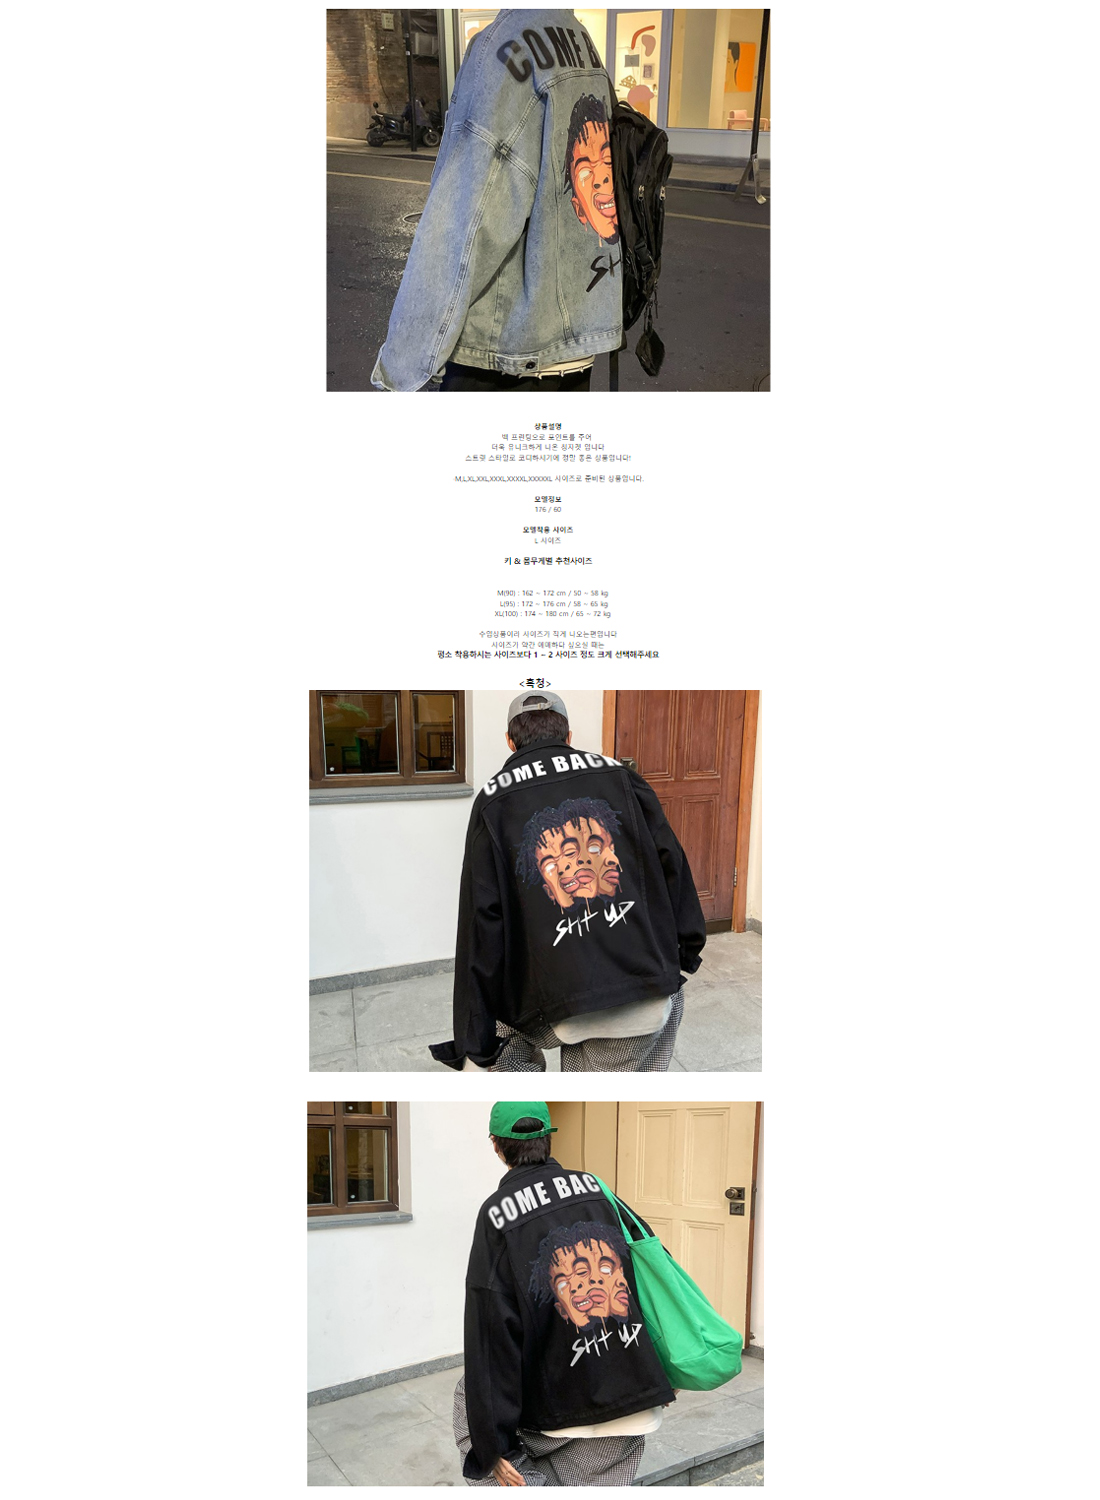 COME B
SH
상품설명
백 프린팅으로 포인트를 주어
더욱 유니크하게 나온 청자켓 입니다
스트릿 스타일로 코디하시기에 정말 좋은 상품입니다!
M,L,XL,XXL,XXXL,XXXXL,XXXXXL 사이즈로 준비된 상품입니다.
모델정보
176 / 60
모델착용 사이즈
L 사이즈
키 & 몸무게별 추천사이즈
M(90) : 162 ~ 172 cm / 50 ~ 58 kg
L(95) : 172 ~ 176 cm / 58 ~ 65 kg
XL(100) : 174 ~ 180 cm / 65 ~ 72 kg
수입상품이라 사이즈가 작게 나오는편입니다
사이즈가 약간 애매하다 싶으실 때는
평소 착용하시는 사이즈보다 1 ~ 2 사이즈 정도 크게 선택해주세요
<흑청>
COME BACK
SH+ UP
COME BAC
SH+ UP